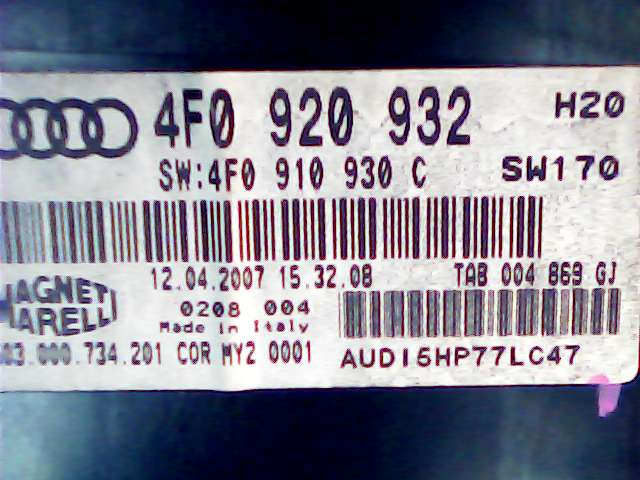 4F0 920 932 H20
SW:4F0 910 930 C SW170
12.04.2007 15.32.08 TAB 004 869 GJ
MAGNETI
MARELLI
0208 004
Made in Italy
03.000.734.201 COR MY2 0001
AUDI5HP77LC47